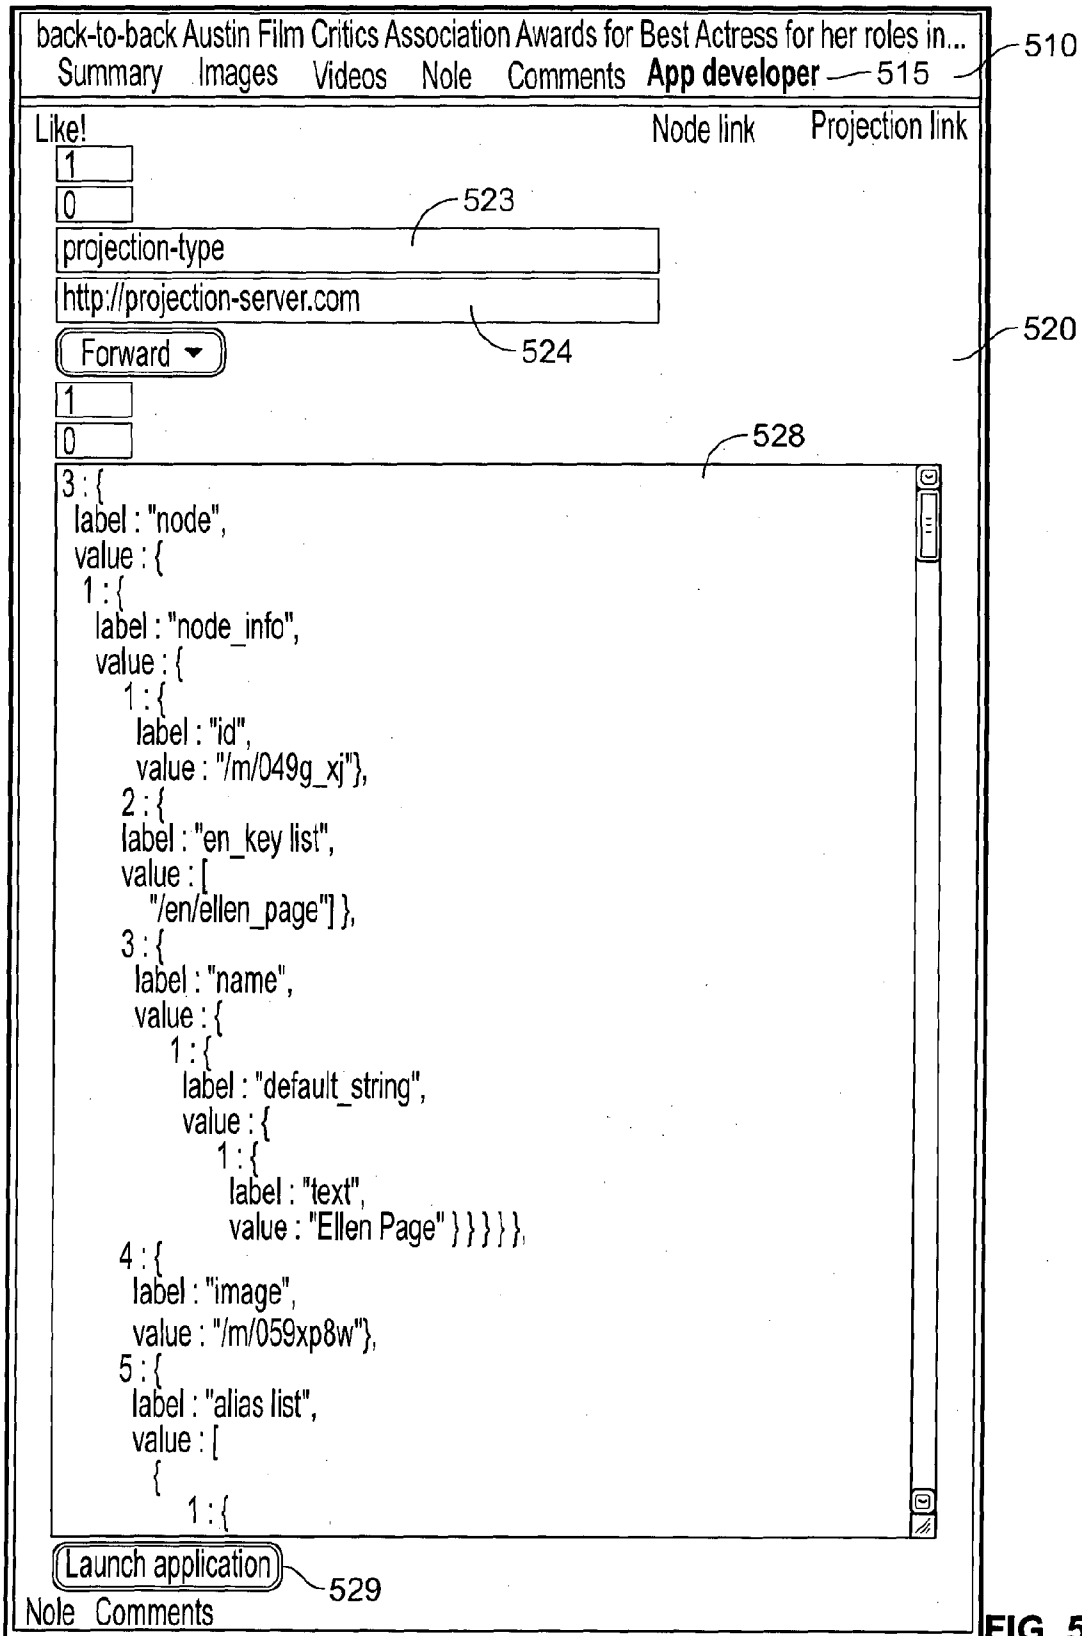 back-to-back Austin Film Critics Association Awards for Best Actress for her roles in...
510
Summary Images Videos Nole Comments App developer 515
Like! Node link Projection link
1
0
523
projection-type
http://projection-server.com
524
520
Forward
1
0
528
3 : {
label : "node",
value : {
1 : {
label : "node_info",
value : {
1 : {
label : "id",
value : "/m/049g_xj"},
2 : {
label : "en_key list",
value : [
"/en/ellen_page"] },
3 : {
label : "name",
value : {
1 : {
label : "default_string",
value : {
1 : {
label : "text",
value : "Ellen Page" } } } } },
4 : {
label : "image",
value : "/m/059xp8w"},
5 : {
label : "alias list",
value : [
{
1 : {
Launch application
529
Nole Comments
FIG. 5